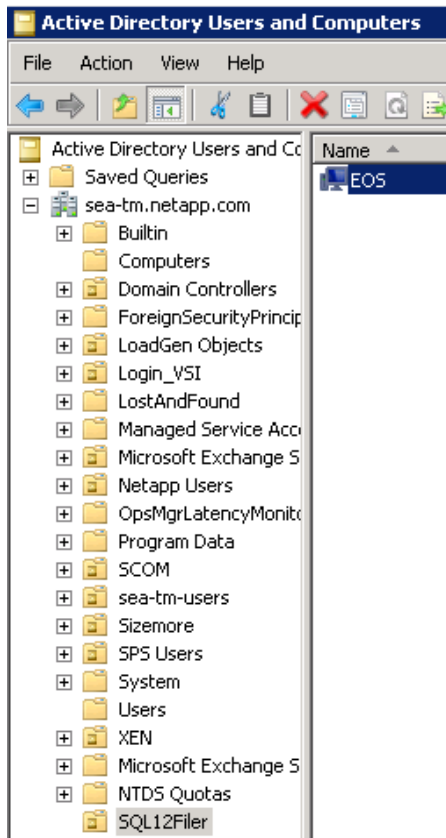 Active Directory Users and Computers
File Action View Help
Active Directory Users and Co
Saved Queries
sea-tm.netapp.com
Builtin
Computers
Domain Controllers
ForeignSecurityPrincip
LoadGen Objects
Login_VSI
LostAndFound
Managed Service Acco
Microsoft Exchange S
Netapp Users
OpsMgrLatencyMonito
Program Data
SCOM
sea-tm-users
Sizemore
SPS Users
System
Users
XEN
Microsoft Exchange S
NTDS Quotas
SQL12Filer
Name
EOS